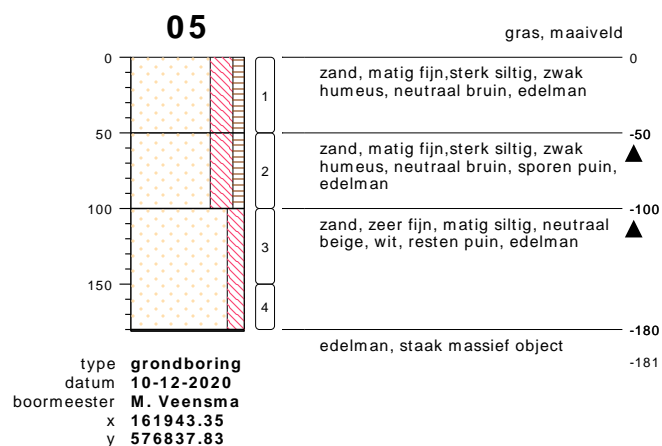 05
gras, maaiveld
0
0
zand, matig fijn,sterk siltig, zwak
humeus, neutraal bruin, edelman
1
50
-50
zand, matig fijn,sterk siltig, zwak
humeus, neutraal bruin, sporen puin,
edelman
2
100
-100
zand, zeer fijn, matig siltig, neutraal
beige, wit, resten puin, edelman
3
150
4
-180
edelman, staak massief object
-181
type grondboring
datum 10-12-2020
boormeester M. Veensma
x 161943.35
y 576837.83